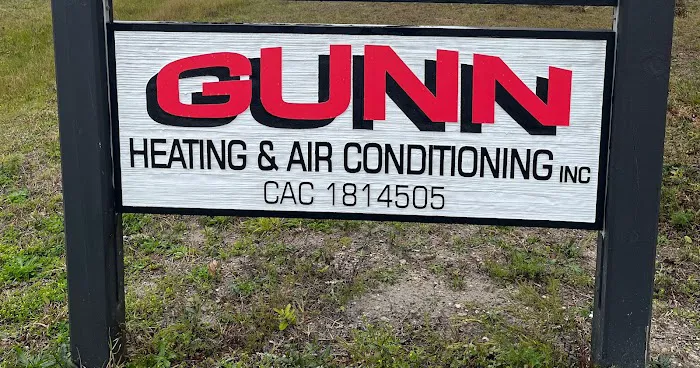 GUNN
HEATING & AIR CONDITIONING INC
CAC 1814505